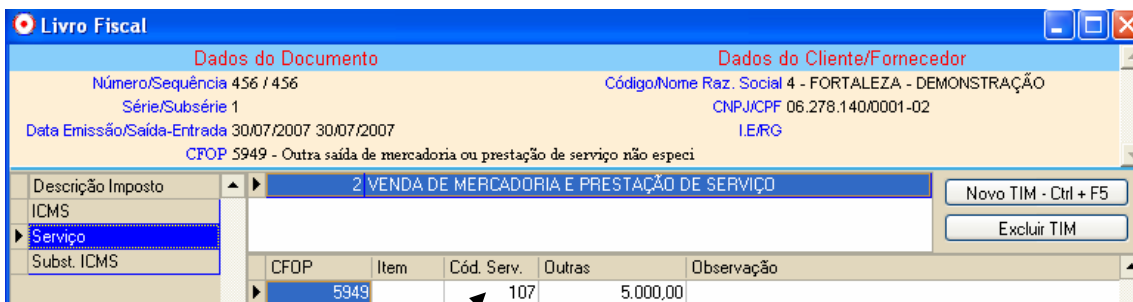 Livro Fiscal
Dados do Documento Dados do Cliente/Fornecedor
Número/Sequência 456 / 456 Código/Nome Raz. Social 4 - FORTALEZA - DEMONSTRAÇÃO
Série/Subsérie 1 CNPJ/CPF 06.278.140/0001-02
Data Emissão/Saída-Entrada 30/07/2007 30/07/2007 I.E/RG
CFOP 5949 - Outra saída de mercadoria ou prestação de serviço não especi
Descrição Imposto 2 VENDA DE MERCADORIA E PRESTAÇÃO DE SERVIÇO Novo TIM - Ctrl + F5
ICMS
Serviço Excluir TIM
Subst. ICMS CFOP Item Cód. Serv. Outras Observação
5949 107 5.000,00